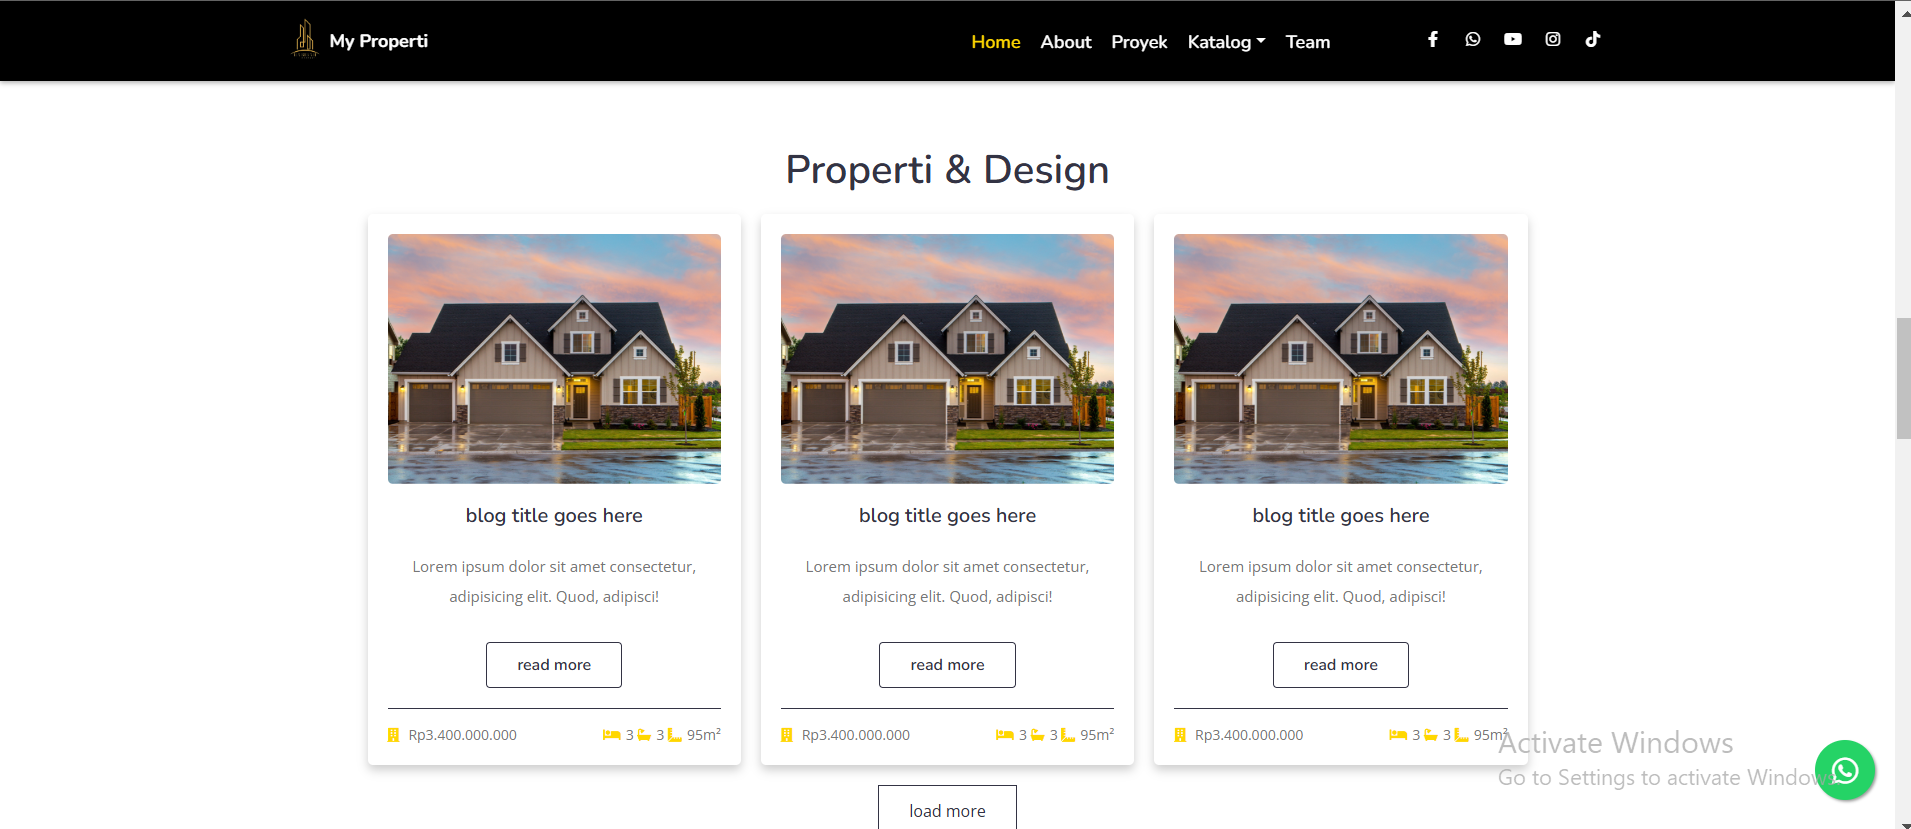 My Properti
Home About Proyek Katalog Team
Properti & Design
blog title goes here
Lorem ipsum dolor sit amet consectetur,
adipisicing elit. Quod, adipisci!
read more
Rp3.400.000.000 3 3 95m²
blog title goes here
Lorem ipsum dolor sit amet consectetur,
adipisicing elit. Quod, adipisci!
read more
Rp3.400.000.000 3 3 95m²
blog title goes here
Lorem ipsum dolor sit amet consectetur,
adipisicing elit. Quod, adipisci!
read more
Rp3.400.000.000 3 3 95m²
load more
Activate Windows
Go to Settings to activate Windows.